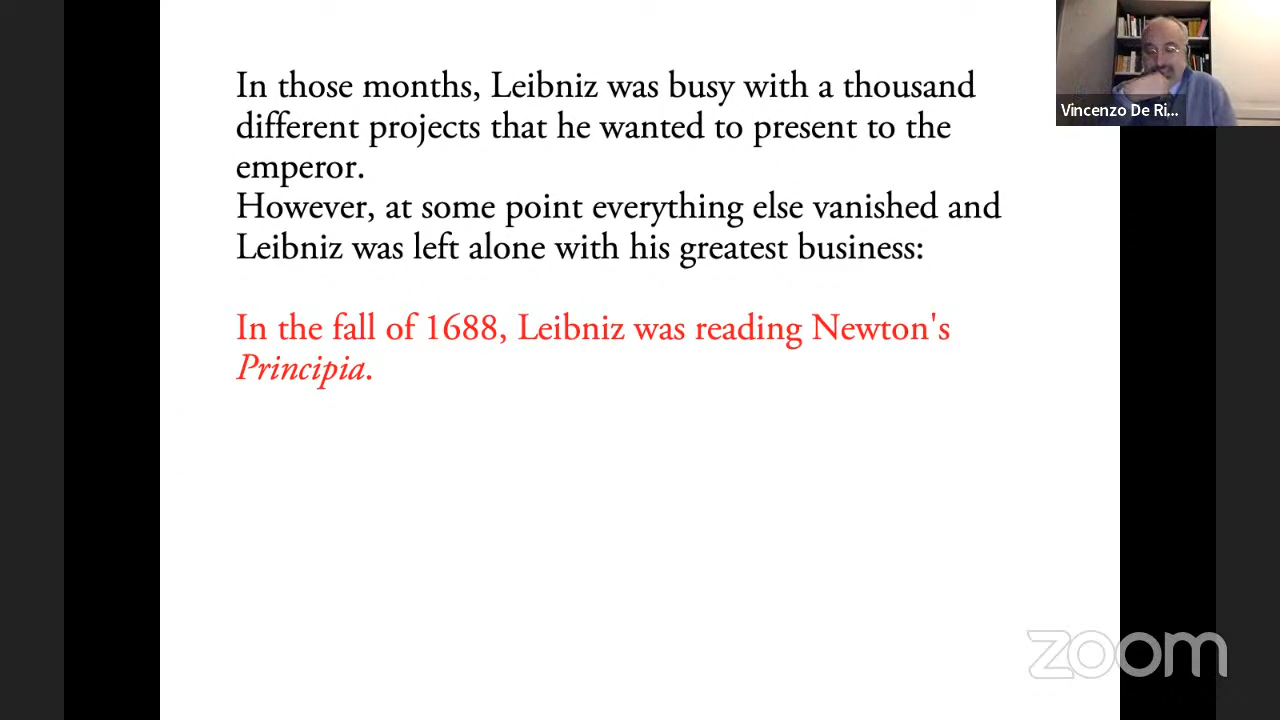 In those months, Leibniz was busy with a thousand
different projects that he wanted to present to the
emperor.
However, at some point everything else vanished and
Leibniz was left alone with his greatest business:
In the fall of 1688, Leibniz was reading Newton's
Principia.
Vincenzo De Ri...
zoom